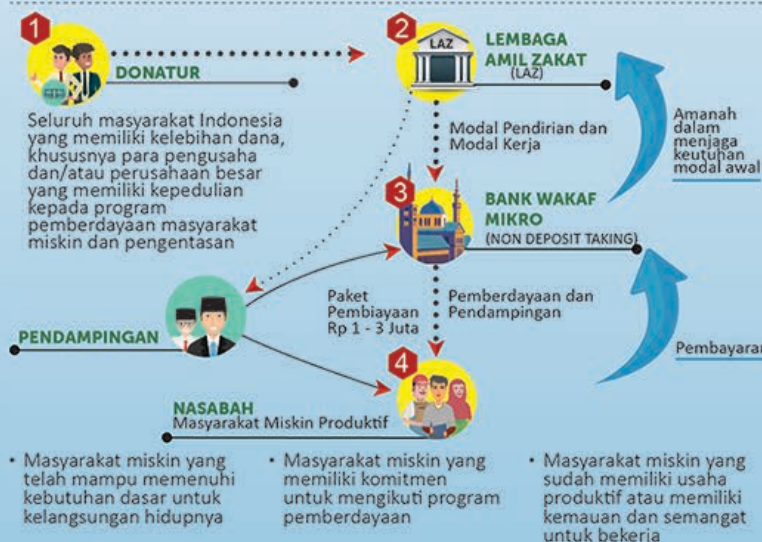 1
DONATUR
Seluruh masyarakat Indonesia
yang memiliki kelebihan dana,
khususnya para pengusaha
dan/atau perusahaan besar
yang memiliki kepedulian
kepada program
pemberdayaan masyarakat
miskin dan pengentasan
2
LAZ
LEMBAGA
AMIL ZAKAT
(LAZ)
Modal Pendirian dan
Modal Kerja
Amanah
dalam
menjaga
keutuhan
modal awal
3
BANK WAKAF
MIKRO
(NON DEPOSIT TAKING)
PENDAMPINGAN
Paket
Pembiayaan
Rp 1 - 3 Juta
Pemberdayaan dan
Pendampingan
Pembayaran
4
NASABAH
Masyarakat Miskin Produktif
• Masyarakat miskin yang
telah mampu memenuhi
kebutuhan dasar untuk
kelangsungan hidupnya
• Masyarakat miskin yang
memiliki komitmen
untuk mengikuti program
pemberdayaan
• Masyarakat miskin yang
sudah memiliki usaha
produktif atau memiliki
kemauan dan semangat
untuk bekerja